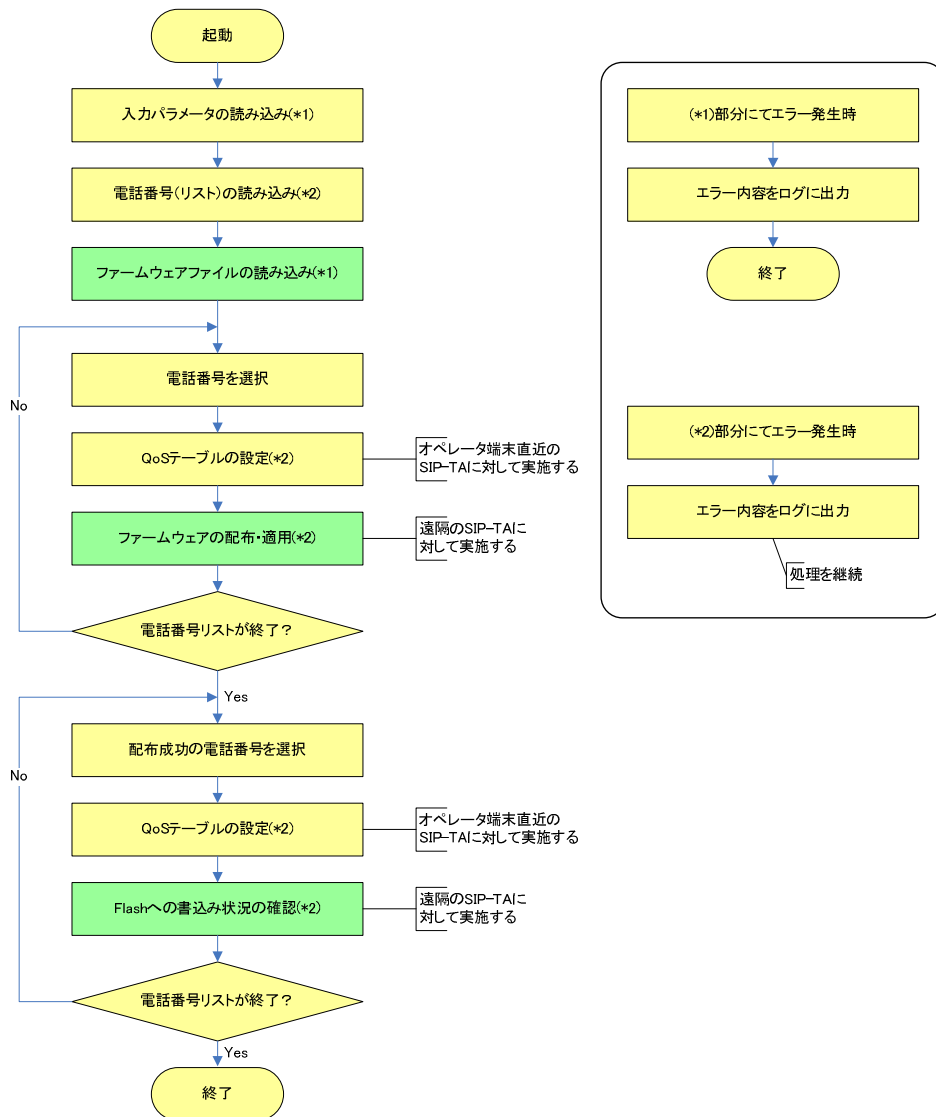 起動
入力パラメータの読み込み(*1)
電話番号(リスト)の読み込み(*2)
ファームウェアファイルの読み込み(*1)
電話番号を選択
No
QoSテーブルの設定(*2)
オペレータ端末直近の
SIP-TAに対して実施する
ファームウェアの配布・適用(*2)
遠隔のSIP-TAに
対して実施する
電話番号リストが終了?
Yes
配布成功の電話番号を選択
No
QoSテーブルの設定(*2)
オペレータ端末直近の
SIP-TAに対して実施する
Flashへの書込み状況の確認(*2)
遠隔のSIP-TAに
対して実施する
電話番号リストが終了?
Yes
終了
(*1)部分にてエラー発生時
エラー内容をログに出力
終了
(*2)部分にてエラー発生時
エラー内容をログに出力
処理を継続